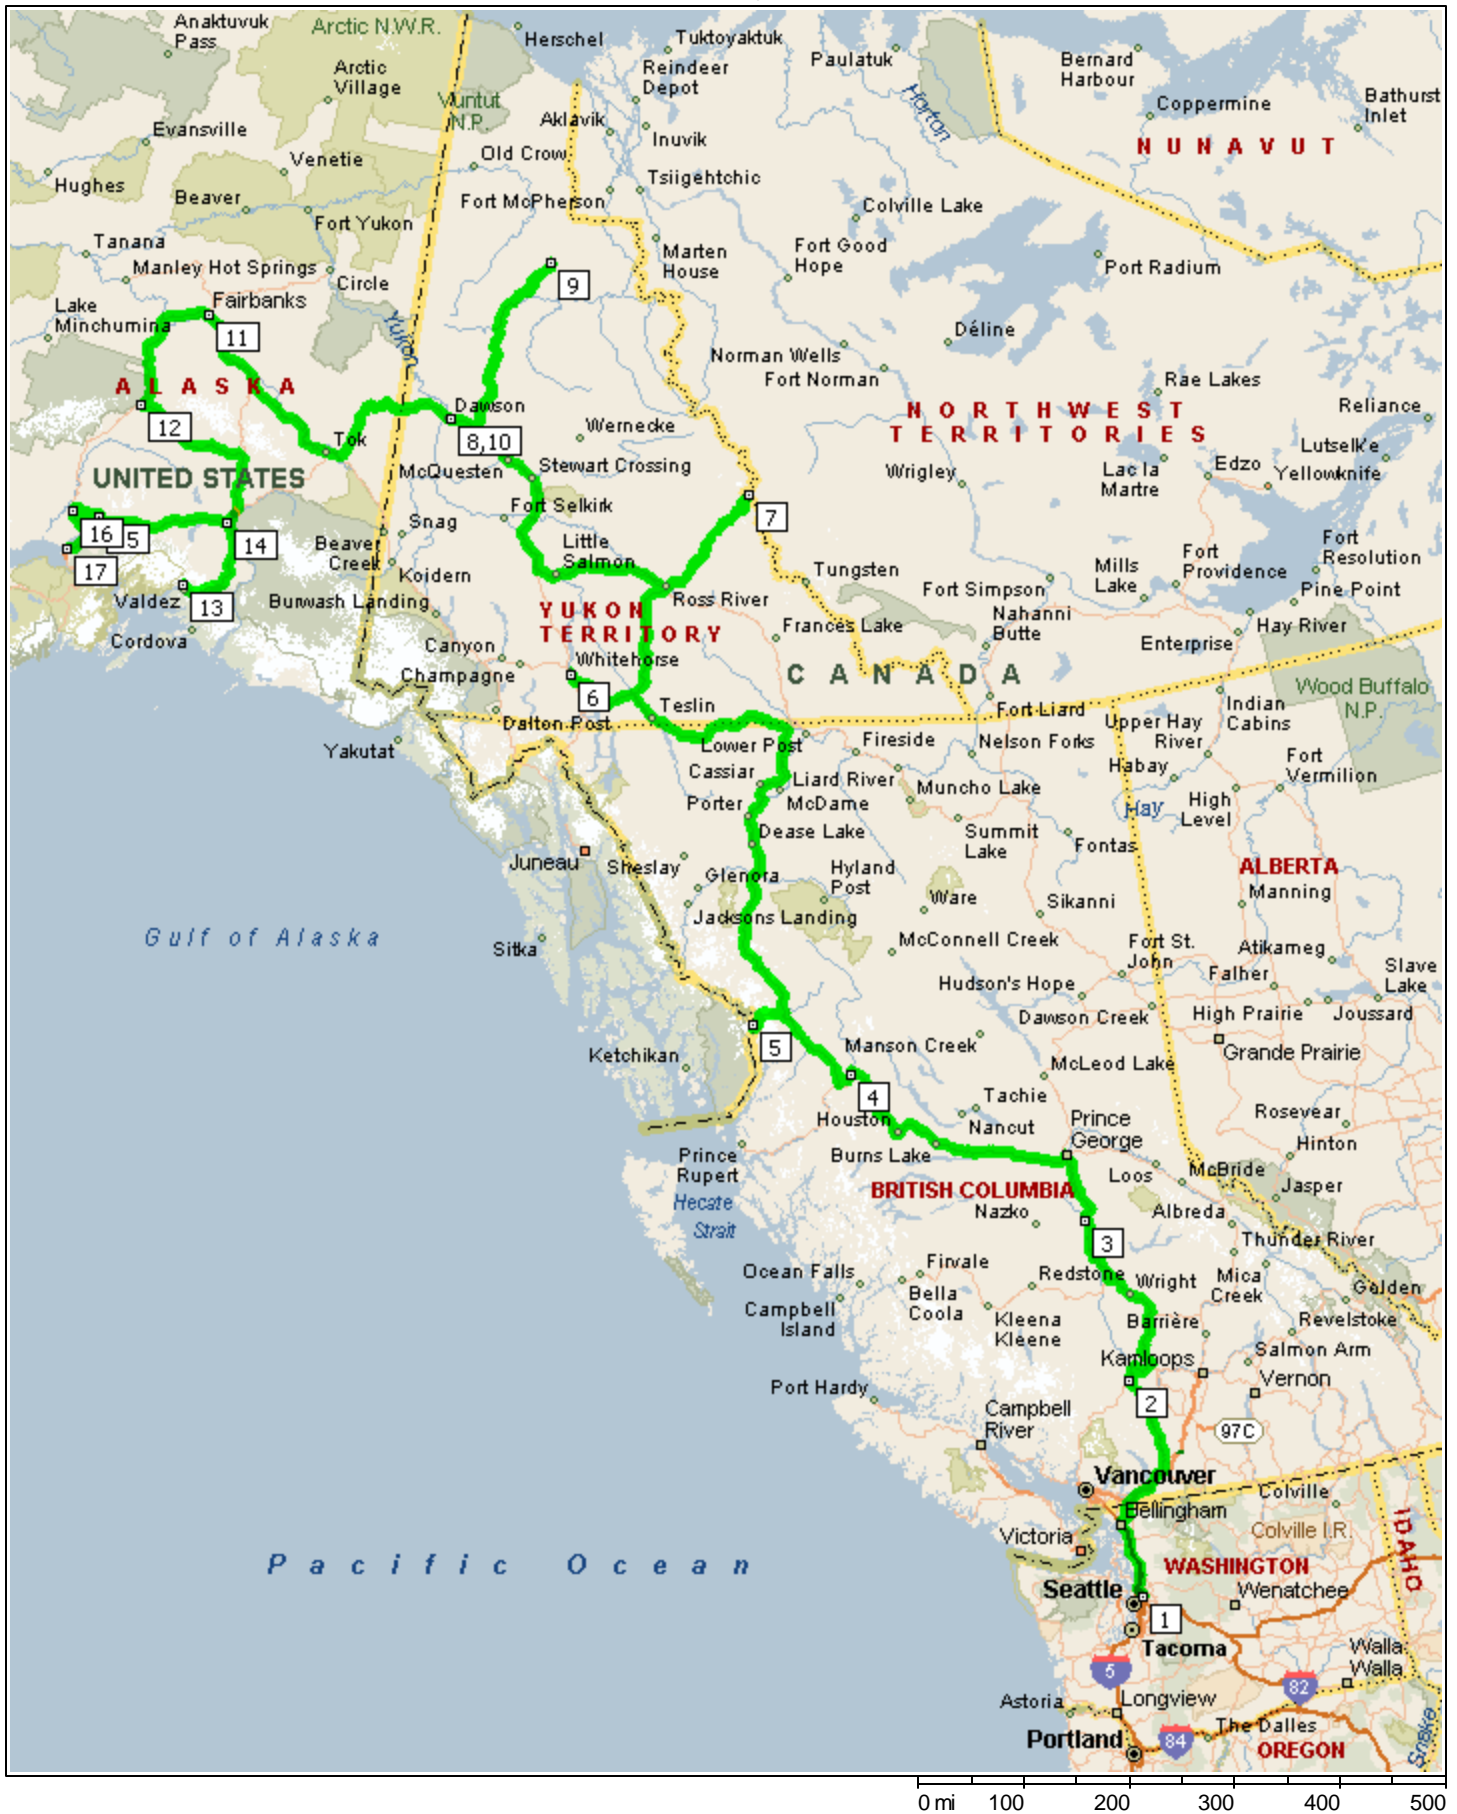 Anaktuvuk
Pass
Arctic N.W.R.
Herschel
Tuktoyaktuk
Paulatuk
Bernard
Harbour
Arctic
Village
Reindeer
Depot
Horton
Coppermine
Bathurst
Inlet
Vuntut
N.P.
Aklavik
Inuvik
NUNAVUT
Evansville
Venetie
Old Crow
Hughes
Beaver
Tsiigehtchic
Fort McPherson
Fort Yukon
Colville Lake
Tanana
Marten
House
Fort Good
Hope
Manley Hot Springs
Circle
Port Radium
9
Lake
Minchumina
Fairbanks
11
Yukon
Déline
Norman Wells
Fort Norman
ALASKA
Rae Lakes
Dawson
NORTHWEST
TERRITORIES
Reliance
12
Tok
8,10
Wernecke
Lutselk'e
UNITED STATES
McQuesten
Stewart Crossing
Wrigley
Lac la
Martre
Edzo
Yellowknife
Fort Selkirk
7
16
5
14
Snag
Beaver
Creek
Little
Salmon
Fort
Resolution
17
Koidern
Tungsten
Mills
Lake
Fort
Providence
Valdez
13
Burwash Landing
YUKON
TERRITORY
Ross River
Fort Simpson
Pine Point
Cordova
Frances Lake
Nahanni
Butte
Hay River
Canyon
Enterprise
Whitehorse
Champagne
6
CANADA
Wood Buffalo
N.P.
Teslin
Fort Liard
Indian
Cabins
Dalton Post
Upper Hay
River
Yakutat
Lower Post
Fireside
Nelson Forks
Fort
Vermilion
Cassiar
Liard River
Habay
Porter
McDame
Muncho Lake
Hay
High
Level
Dease Lake
Summit
Lake
Fontas
Juneau
Sheslay
Glenora
Hyland
Post
ALBERTA
Manning
Ware
Sikanni
Jacksons Landing
Gulf of Alaska
Sitka
McConnell Creek
Fort St.
John
Atikameg
Hudson's Hope
Falher
Slave
Lake
Dawson Creek
High Prairie
Joussard
Ketchikan
5
Manson Creek
Grande Prairie
McLeod Lake
4
Tachie
Houston
Nancut
Prince
George
Rosevear
Hinton
Prince
Rupert
Burns Lake
Loos
McBride
Jasper
BRITISH COLUMBIA
Hecate
Strait
Nazko
Albreda
3
Thunder River
Ocean Falls
Firvale
Redstone
Wright
Mica
Creek
Golden
Bella
Coola
Campbell
Island
Kleena
Kleene
Barrière
Revelstoke
Salmon Arm
Kamloops
Vernon
Port Hardy
2
Campbell
River
97C
Vancouver
Colville
Bellingham
Colville I.R.
IDAHO
Victoria
Pacific Ocean
WASHINGTON
Seattle
Wenatchee
1
Tacoma
Walla
Walla
5
82
Astoria
Longview
Portland
84
The Dalles
OREGON
Snake
0 mi 100 200 300 400 500